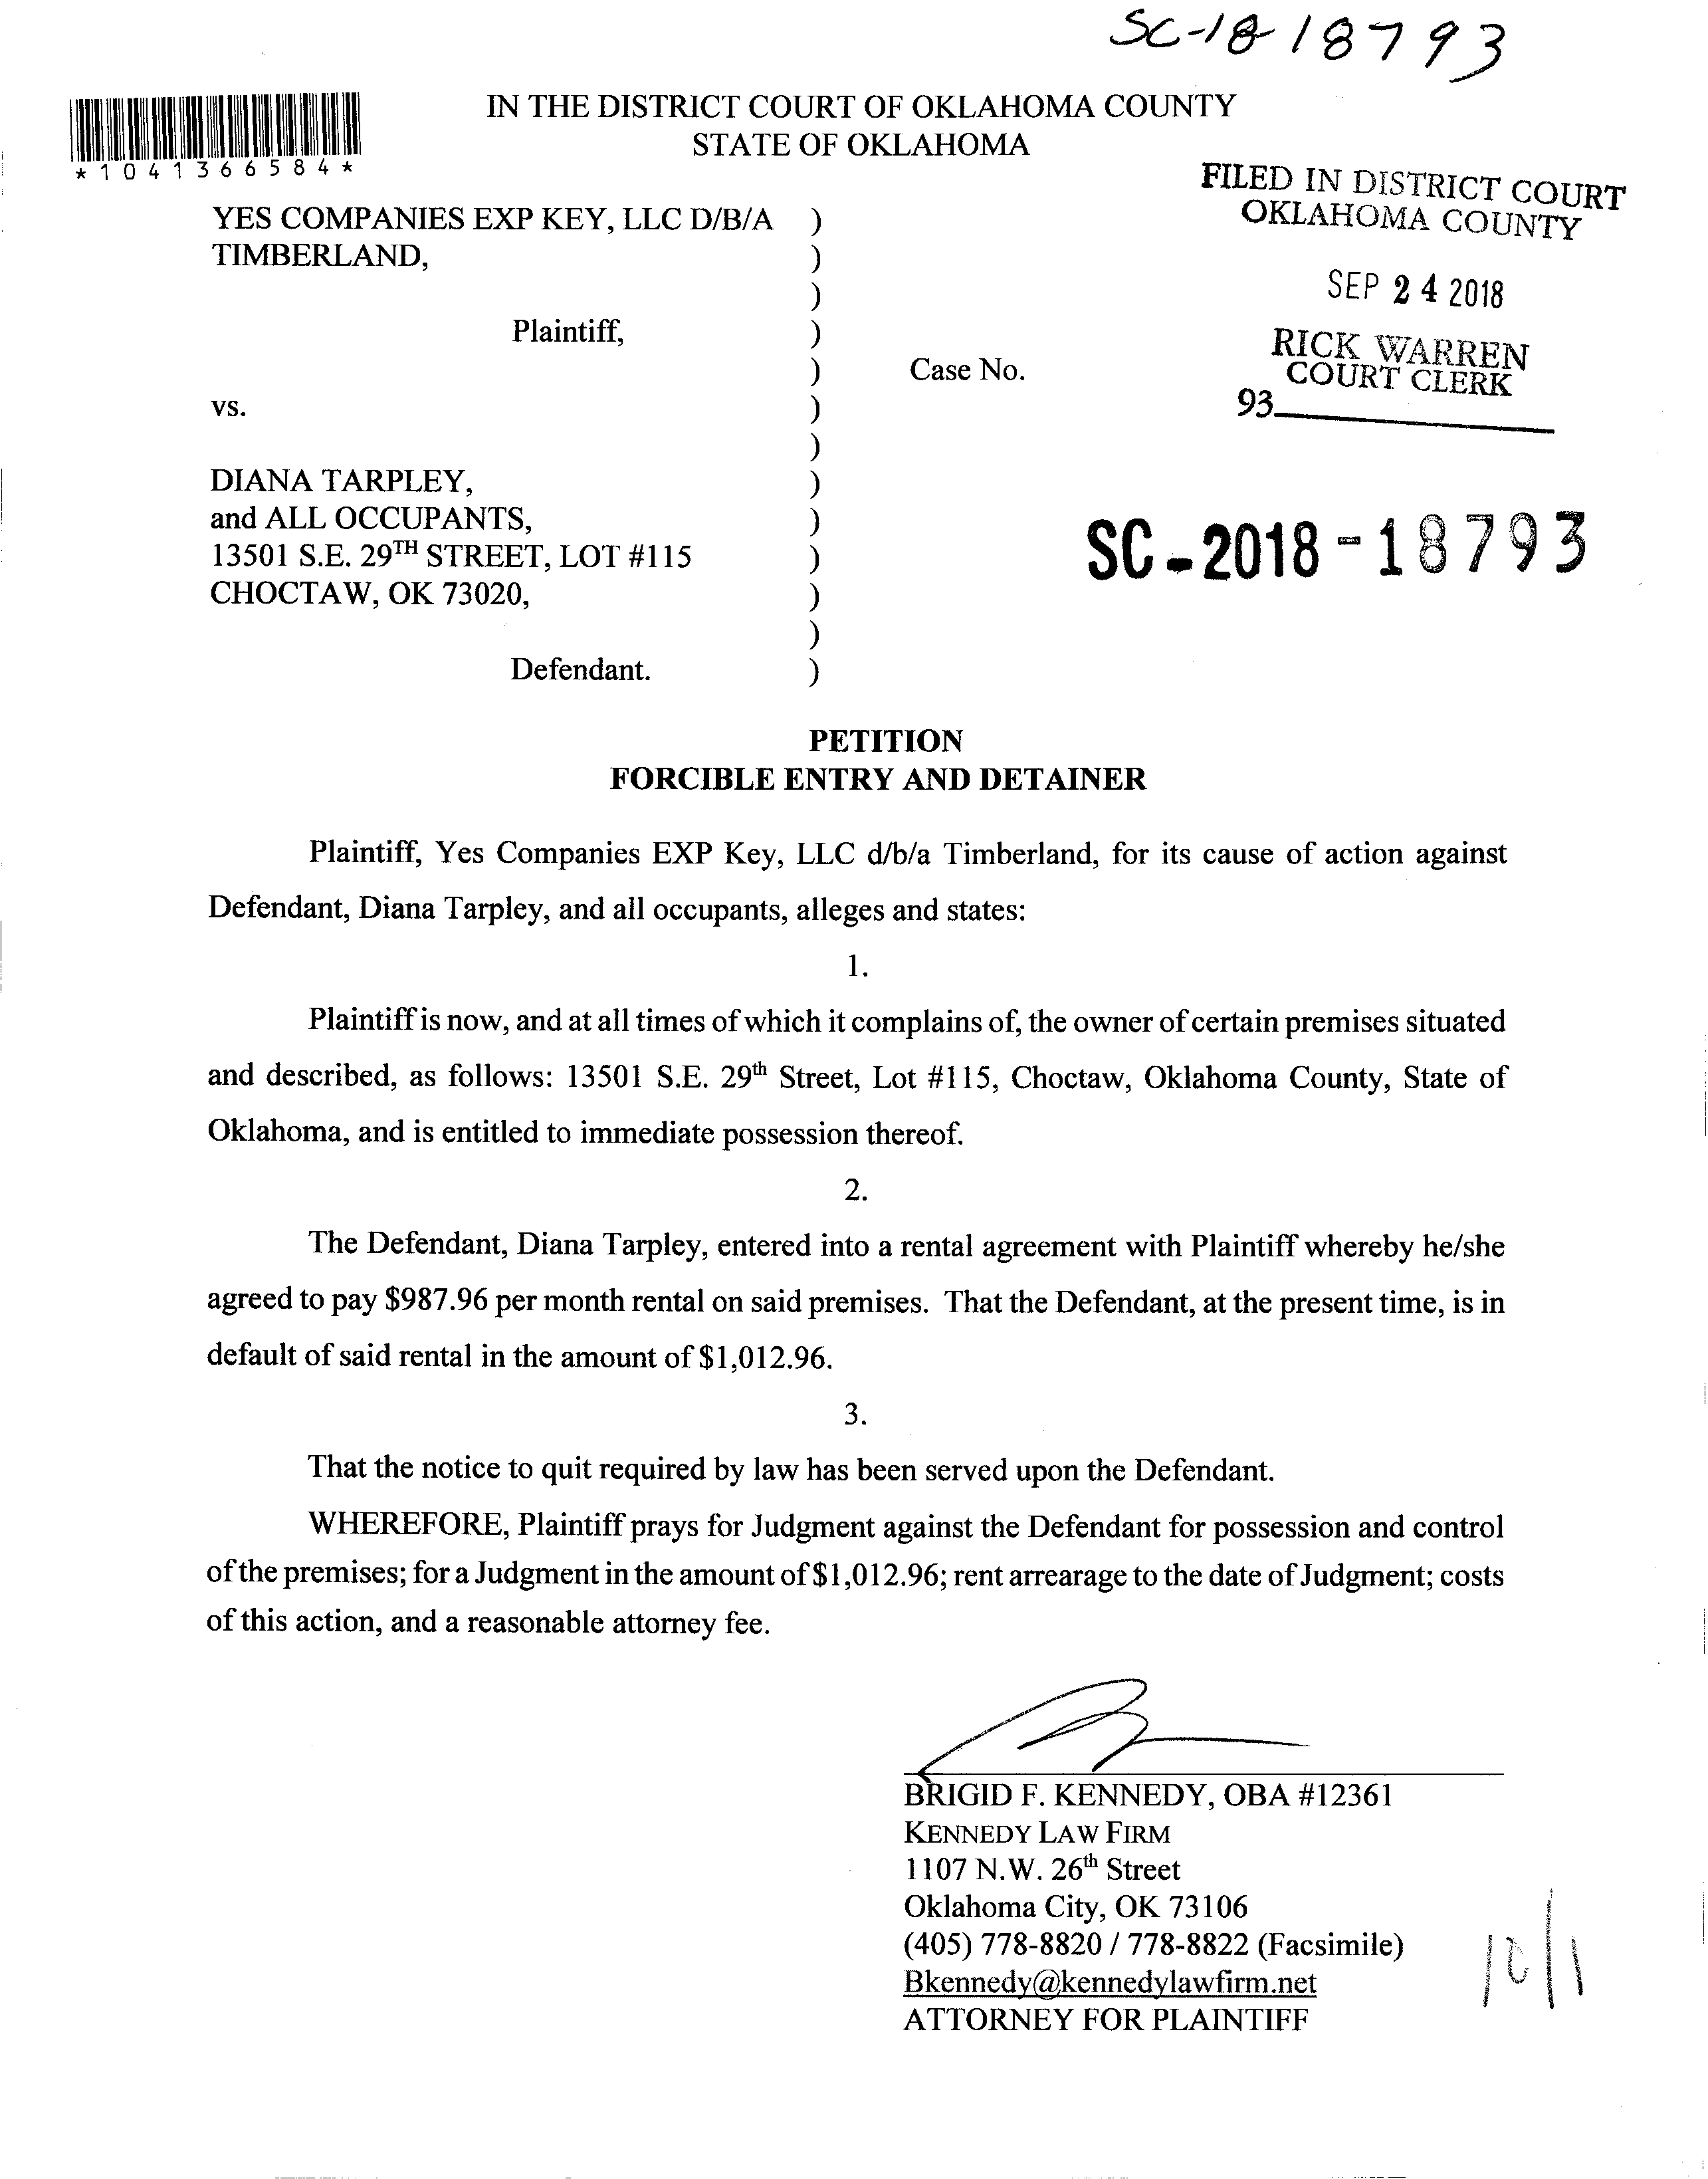 SC-18-18793
*1041366584*
IN THE DISTRICT COURT OF OKLAHOMA COUNTY
STATE OF OKLAHOMA
FILED IN DISTRICT COURT
OKLAHOMA COUNTY
SEP 24 2018
RICK WARREN
COURT CLERK
93
YES COMPANIES EXP KEY, LLC D/B/A )
TIMBERLAND, )
)
Plaintiff, )
) Case No.
vs. )
)
DIANA TARPLEY, )
and ALL OCCUPANTS, )
13501 S.E. 29TH STREET, LOT #115 )
CHOCTAW, OK 73020, )
)
Defendant. )
SC-2018-18793
PETITION
FORCIBLE ENTRY AND DETAINER
Plaintiff, Yes Companies EXP Key, LLC d/b/a Timberland, for its cause of action against
Defendant, Diana Tarpley, and all occupants, alleges and states:
1.
Plaintiff is now, and at all times of which it complains of, the owner of certain premises situated
and described, as follows: 13501 S.E. 29th Street, Lot #115, Choctaw, Oklahoma County, State of
Oklahoma, and is entitled to immediate possession thereof.
2.
The Defendant, Diana Tarpley, entered into a rental agreement with Plaintiff whereby he/she
agreed to pay $987.96 per month rental on said premises. That the Defendant, at the present time, is in
default of said rental in the amount of $1,012.96.
3.
That the notice to quit required by law has been served upon the Defendant.
WHEREFORE, Plaintiff prays for Judgment against the Defendant for possession and control
of the premises; for a Judgment in the amount of $1,012.96; rent arrearage to the date of Judgment; costs
of this action, and a reasonable attorney fee.
BRIGID F. KENNEDY, OBA #12361
KENNEDY LAW FIRM
1107 N.W. 26th Street
Oklahoma City, OK 73106
(405) 778-8820 / 778-8822 (Facsimile)
Bkennedy@kennedylawfirm.net
ATTORNEY FOR PLAINTIFF
10/1